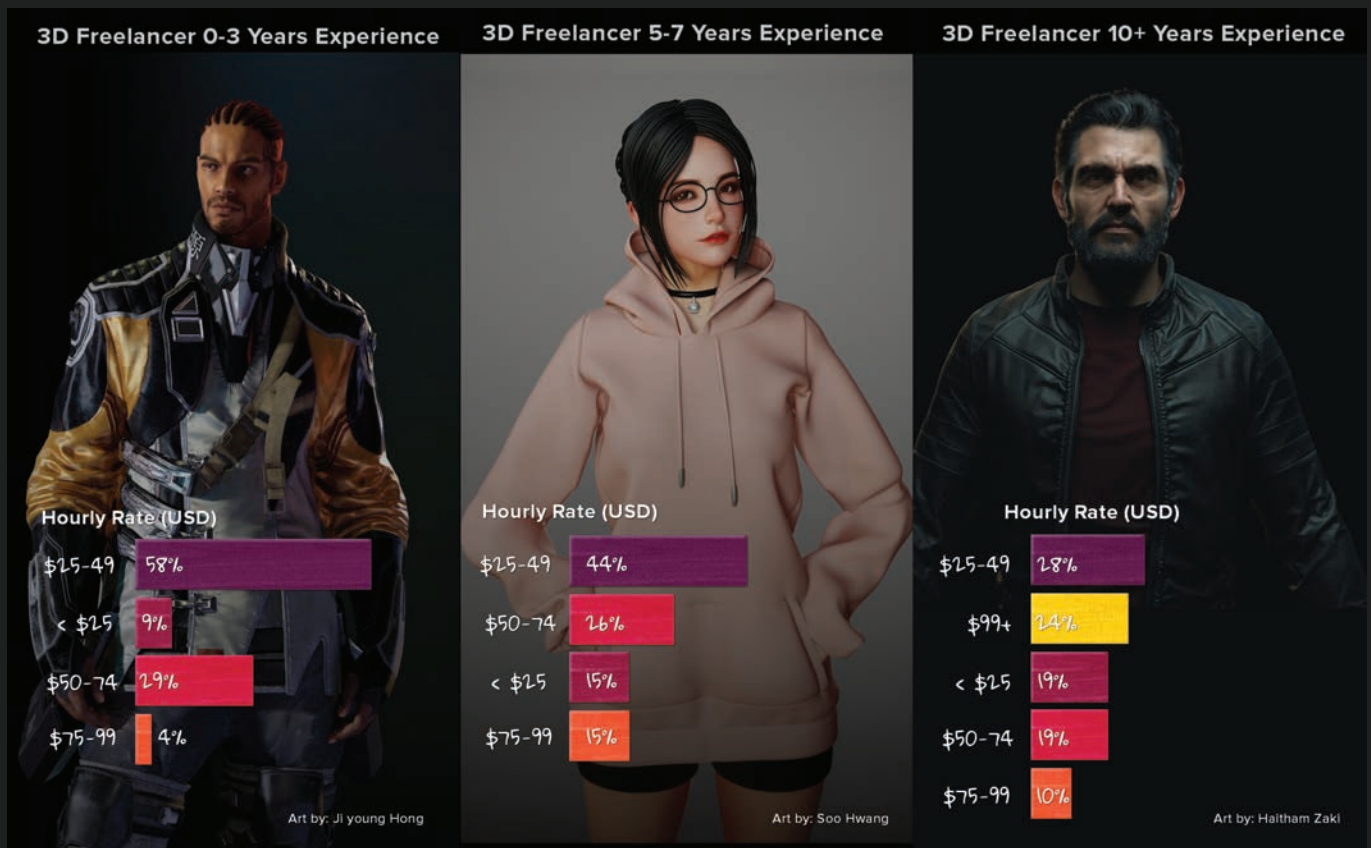 3D Freelancer 0-3 Years Experience
Hourly Rate (USD)
$25-49 58%
< $25 9%
$50-74 29%
$75-99 4%
Art by: Ji young Hong
3D Freelancer 5-7 Years Experience
Hourly Rate (USD)
$25-49 44%
$50-74 26%
< $25 15%
$75-99 15%
Art by: Soo Hwang
3D Freelancer 10+ Years Experience
Hourly Rate (USD)
$25-49 28%
$99+ 24%
< $25 19%
$50-74 19%
$75-99 10%
Art by: Haitham Zaki